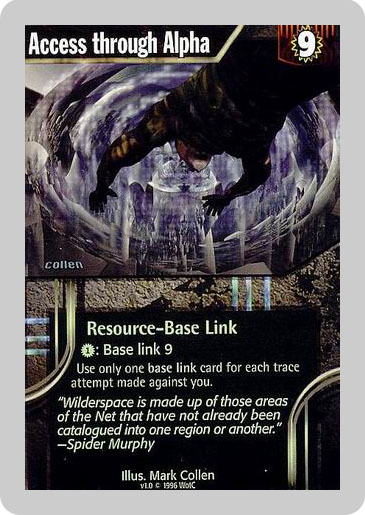 Access through Alpha
9
collen
Resource–Base Link
1: Base link 9
Use only one base link card for each trace
attempt made against you.
“Wilderspace is made up of those areas
of the Net that have not already been
catalogued into one region or another.”
—Spider Murphy
Illus. Mark Collen
v1.0 © 1996 WotC